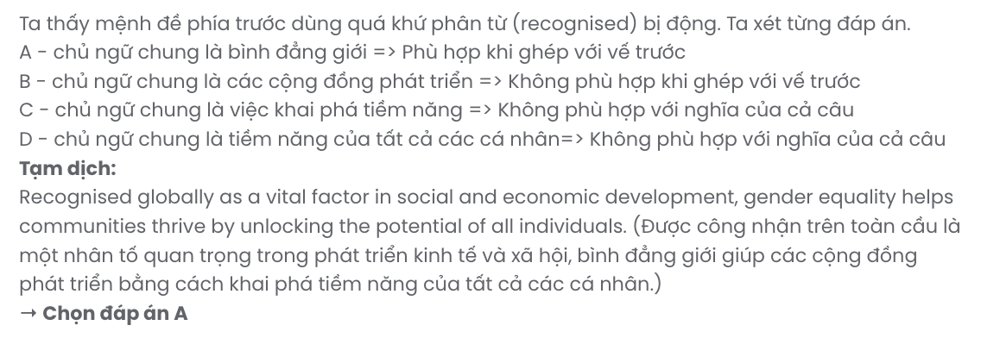 Ta thấy mệnh đề phía trước dùng quá khứ phân từ (recognised) bị động. Ta xét từng đáp án.
A - chủ ngữ chung là bình đẳng giới => Phù hợp khi ghép với vế trước
B - chủ ngữ chung là các cộng đồng phát triển => Không phù hợp khi ghép với vế trước
C - chủ ngữ chung là việc khai phá tiềm năng => Không phù hợp với nghĩa của cả câu
D - chủ ngữ chung là tiềm năng của tất cả các cá nhân=> Không phù hợp với nghĩa của cả câu
Tạm dịch:
Recognised globally as a vital factor in social and economic development, gender equality helps
communities thrive by unlocking the potential of all individuals. (Được công nhận trên toàn cầu là
một nhân tố quan trọng trong phát triển kinh tế và xã hội, bình đẳng giới giúp các cộng đồng
phát triển bằng cách khai phá tiềm năng của tất cả các cá nhân.)
→ Chọn đáp án A